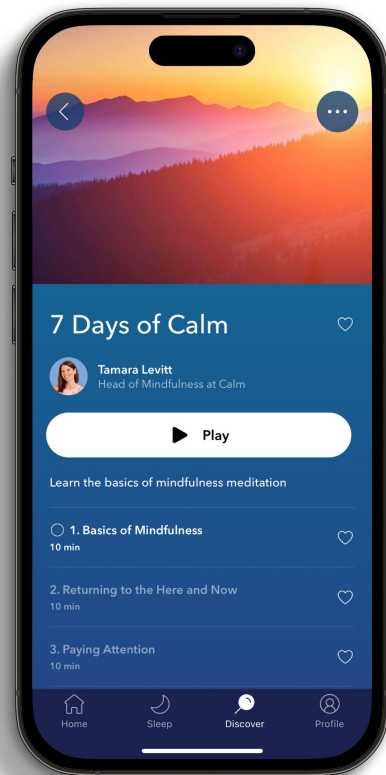 7 Days of Calm
Tamara Levitt
Head of Mindfulness at Calm
Play
Learn the basics of mindfulness meditation
1. Basics of Mindfulness
10 min
2. Returning to the Here and Now
10 min
3. Paying Attention
10 min
Home Sleep Discover Profile